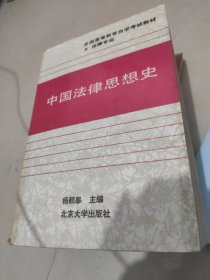 全国高等教育自学考试教材
法律专业
中国法律思想史
杨鹤皋 主编
北京大学出版社